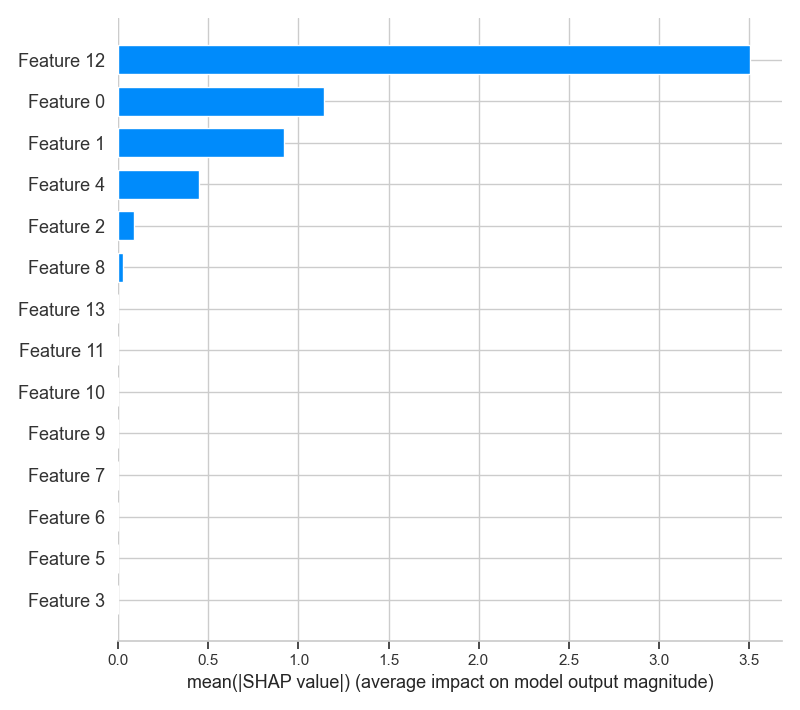 Feature 12
Feature 0
Feature 1
Feature 4
Feature 2
Feature 8
Feature 13
Feature 11
Feature 10
Feature 9
Feature 7
Feature 6
Feature 5
Feature 3
0.0 0.5 1.0 1.5 2.0 2.5 3.0 3.5
mean(|SHAP value|) (average impact on model output magnitude)